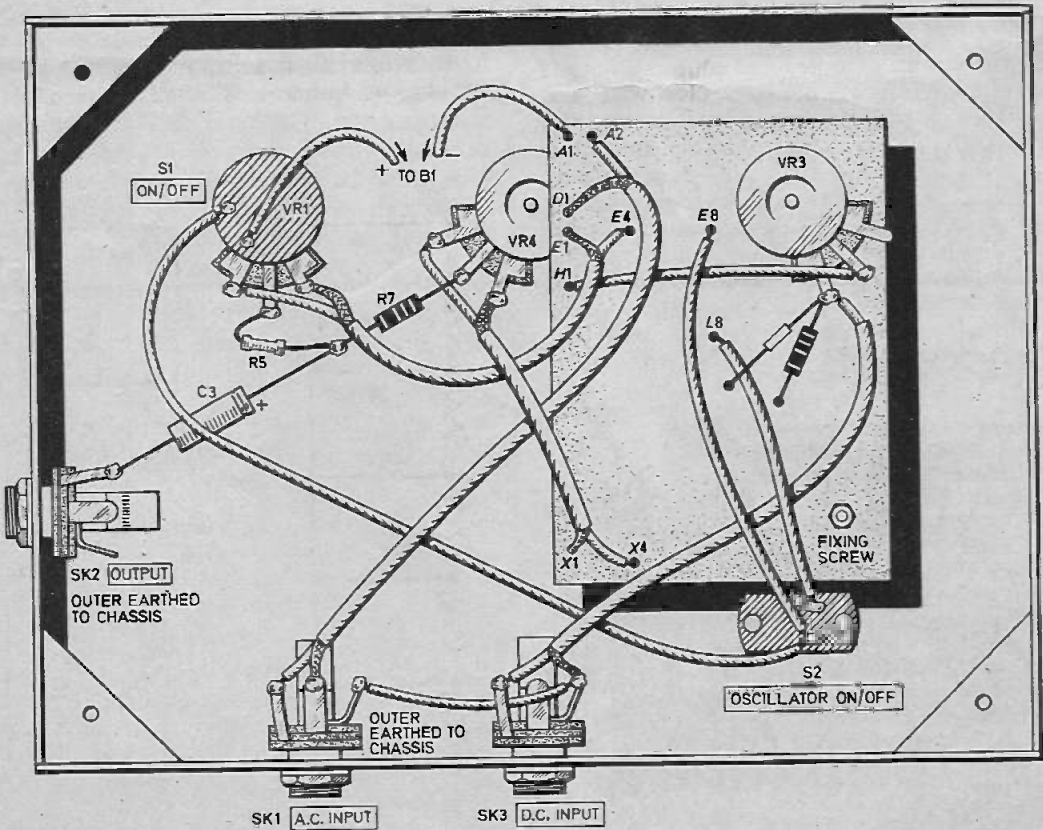 S1
ON/OFF
VR1
+ TO B1 –
VR4
A1
A2
VR3
D1
E1
E4
E8
H1
R7
R5
L8
C3
+
X1
X4
FIXING
SCREW
SK2 OUTPUT
OUTER EARTHED
TO CHASSIS
S2
OSCILLATOR ON/OFF
OUTER
EARTHED TO
CHASSIS
SK1 A.C. INPUT
SK3 D.C. INPUT